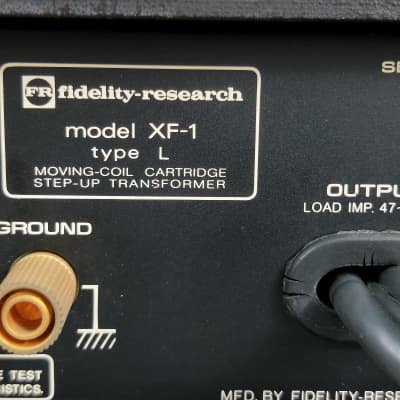 SE
FR fidelity-research
model XF-1
type L
MOVING-COIL CARTRIDGE
STEP-UP TRANSFORMER
OUTPU
LOAD IMP. 47-
GROUND
E TEST
ISTICS.
MFD. BY FIDELITY-RESE